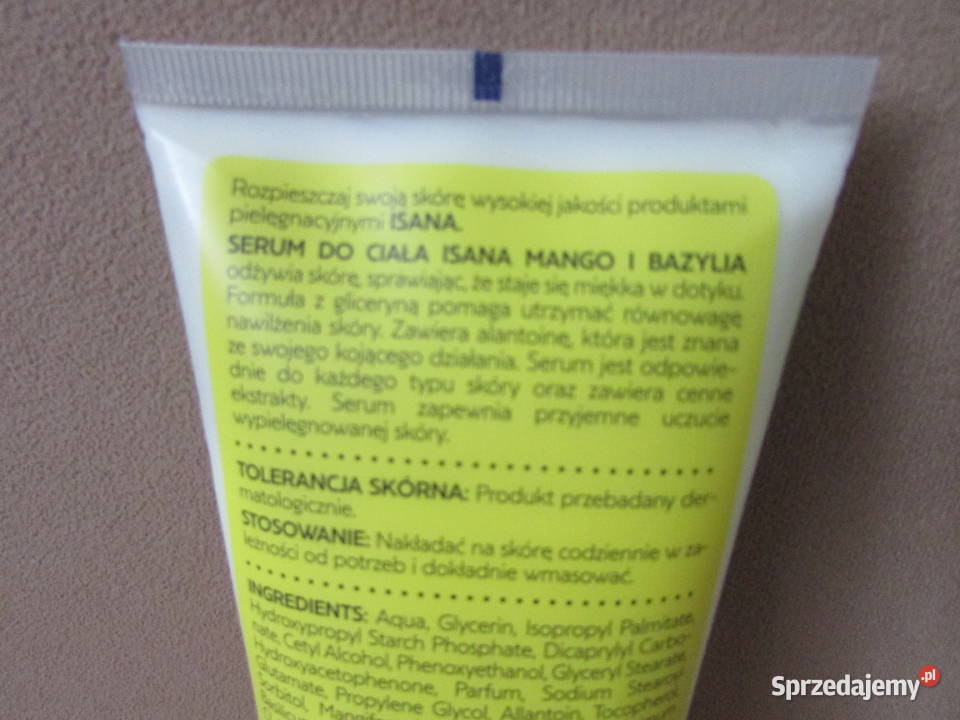 Rozpieszczaj swoją skórę wysokiej jakości produktami
pielęgnacyjnymi ISANA.
SERUM DO CIAŁA ISANA MANGO I BAZYLIA
odżywia skórę, sprawiając, że staje się miękka w dotyku.
Formuła z gliceryną pomaga utrzymać równowagę
nawilżenia skóry. Zawiera alantoinę, która jest znana
ze swojego kojącego działania. Serum jest odpowie-
dnie do każdego typu skóry oraz zawiera cenne
ekstrakty. Serum zapewnia przyjemne uczucie
wypielęgnowanej skóry.
TOLERANCJA SKÓRNA: Produkt przebadany der-
matologicznie.
STOSOWANIE: Nakładać na skórę codziennie w za-
leżności od potrzeb i dokładnie wmasować.
INGREDIENTS: Aqua, Glycerin, Isopropyl Palmitate,
Hydroxypropyl Starch Phosphate, Dicaprylyl Carbo-
nate, Cetyl Alcohol, Phenoxyethanol, Glyceryl Stearate,
Hydroxyacetophenone, Parfum, Sodium Stearoyl
Glutamate, Propylene Glycol, Allantoin, Tocopherol,
Sprzedajemy.pl